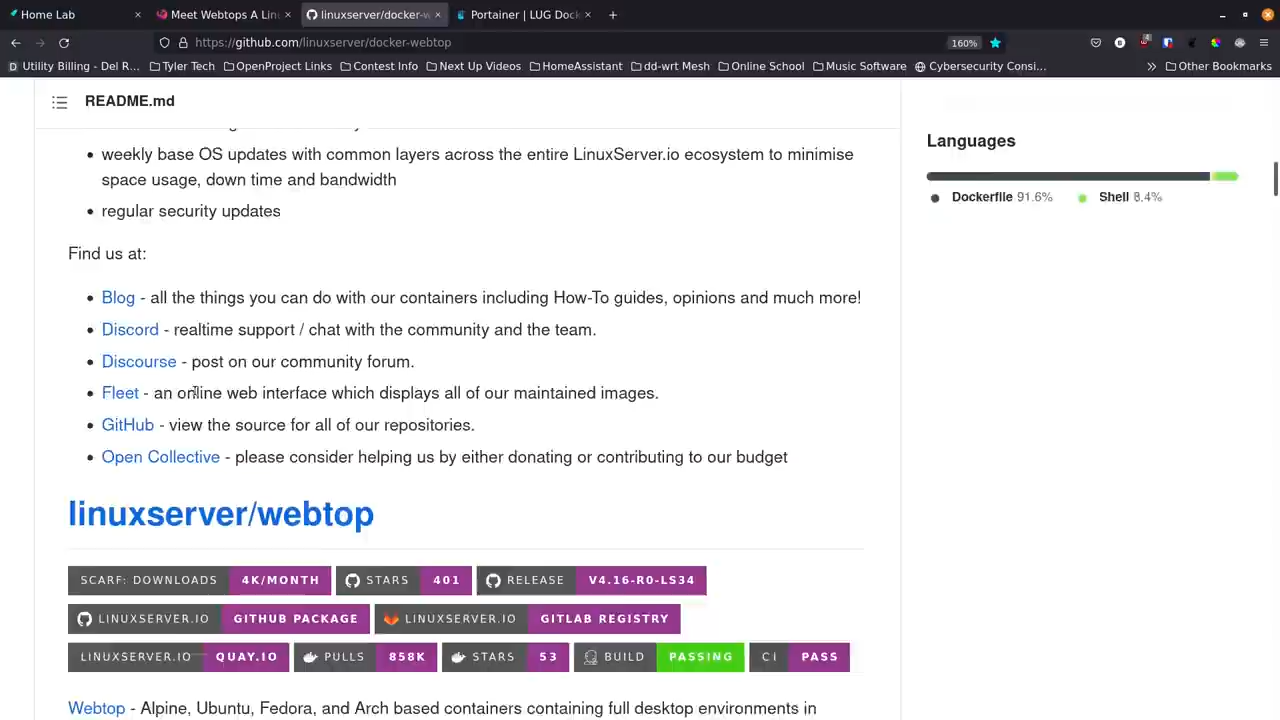 Home Lab
Meet Webtops A Lin
linuxserver/docker-w
Portainer | LUG Dock
https://github.com/linuxserver/docker-webtop
160%
Utility Billing - Del R…
Tyler Tech
OpenProject Links
Contest Info
Next Up Videos
HomeAssistant
dd-wrt Mesh
Online School
Music Software
Cybersecurity Consi…
Other Bookmarks
README.md
Languages
Dockerfile 91.6%
Shell 8.4%
weekly base OS updates with common layers across the entire LinuxServer.io ecosystem to minimise
space usage, down time and bandwidth
regular security updates
Find us at:
Blog - all the things you can do with our containers including How-To guides, opinions and much more!
Discord - realtime support / chat with the community and the team.
Discourse - post on our community forum.
Fleet - an online web interface which displays all of our maintained images.
GitHub - view the source for all of our repositories.
Open Collective - please consider helping us by either donating or contributing to our budget
linuxserver/webtop
SCARF: DOWNLOADS 4K/MONTH STARS 401 RELEASE V4.16-R0-LS34
LINUXSERVER.IO GITHUB PACKAGE LINUXSERVER.IO GITLAB REGISTRY
LINUXSERVER.IO QUAY.IO PULLS 858K STARS 53 BUILD PASSING CI PASS
Webtop - Alpine, Ubuntu, Fedora, and Arch based containers containing full desktop environments in